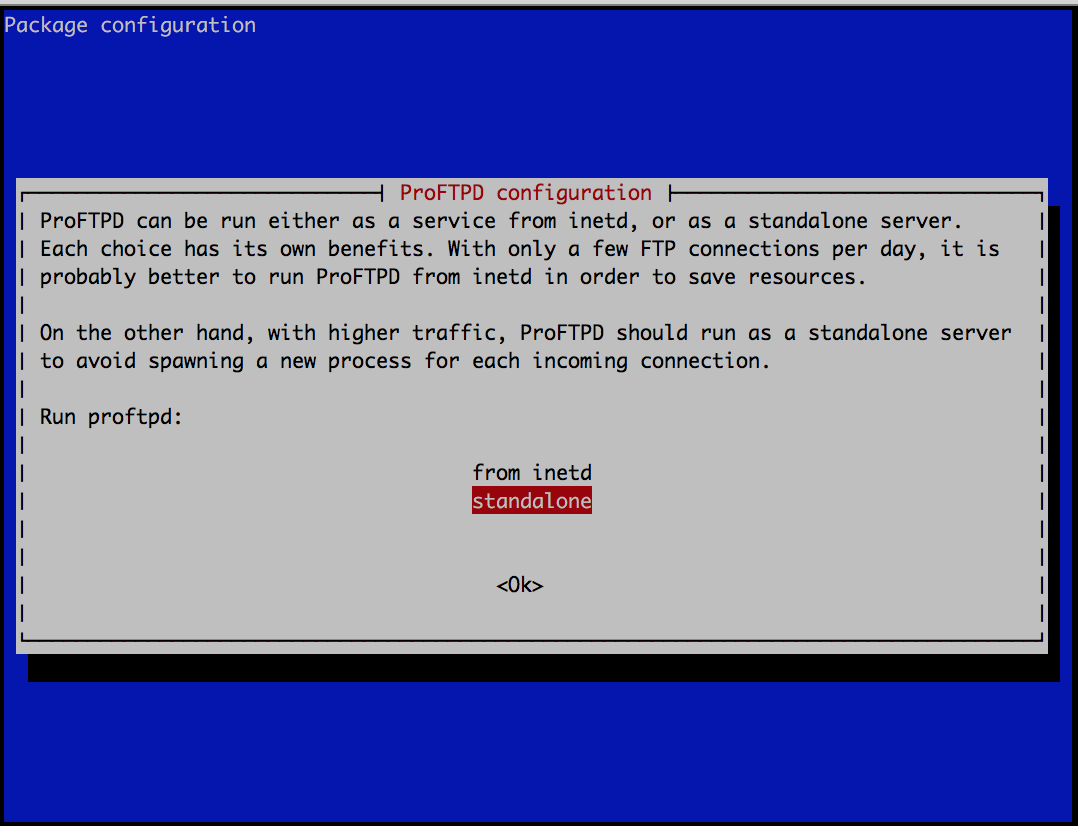 Package configuration
ProFTPD configuration
ProFTPD can be run either as a service from inetd, or as a standalone server.
Each choice has its own benefits. With only a few FTP connections per day, it is
probably better to run ProFTPD from inetd in order to save resources.
On the other hand, with higher traffic, ProFTPD should run as a standalone server
to avoid spawning a new process for each incoming connection.
Run proftpd:
from inetd
standalone
<Ok>